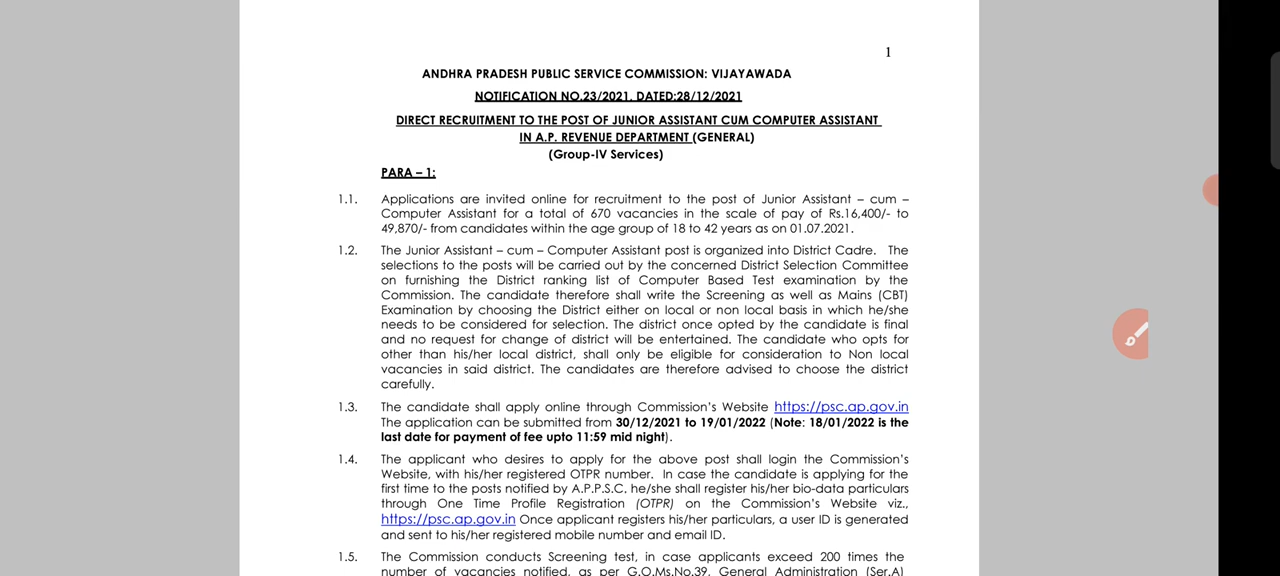 1
ANDHRA PRADESH PUBLIC SERVICE COMMISSION: VIJAYAWADA
NOTIFICATION NO.23/2021, DATED:28/12/2021
DIRECT RECRUITMENT TO THE POST OF JUNIOR ASSISTANT CUM COMPUTER ASSISTANT
IN A.P. REVENUE DEPARTMENT (GENERAL)
(Group-IV Services)
PARA – 1:
1.1. Applications are invited online for recruitment to the post of Junior Assistant – cum –
Computer Assistant for a total of 670 vacancies in the scale of pay of Rs.16,400/- to
49,870/- from candidates within the age group of 18 to 42 years as on 01.07.2021.
1.2. The Junior Assistant – cum – Computer Assistant post is organized into District Cadre. The
selections to the posts will be carried out by the concerned District Selection Committee
on furnishing the District ranking list of Computer Based Test examination by the
Commission. The candidate therefore shall write the Screening as well as Mains (CBT)
Examination by choosing the District either on local or non local basis in which he/she
needs to be considered for selection. The district once opted by the candidate is final
and no request for change of district will be entertained. The candidate who opts for
other than his/her local district, shall only be eligible for consideration to Non local
vacancies in said district. The candidates are therefore advised to choose the district
carefully.
1.3. The candidate shall apply online through Commission’s Website https://psc.ap.gov.in
The application can be submitted from 30/12/2021 to 19/01/2022 (Note: 18/01/2022 is the
last date for payment of fee upto 11:59 mid night).
1.4. The applicant who desires to apply for the above post shall login the Commission’s
Website, with his/her registered OTPR number. In case the candidate is applying for the
first time to the posts notified by A.P.P.S.C. he/she shall register his/her bio-data particulars
through One Time Profile Registration (OTPR) on the Commission’s Website viz.,
https://psc.ap.gov.in Once applicant registers his/her particulars, a user ID is generated
and sent to his/her registered mobile number and email ID.
1.5. The Commission conducts Screening test, in case applicants exceed 200 times the
number of vacancies notified, as per G.O.Ms.No.39, General Administration (Ser.A)